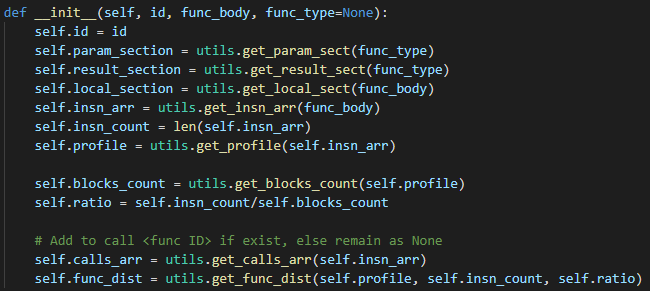 def __init__(self, id, func_body, func_type=None):
    self.id = id
    self.param_section = utils.get_param_sect(func_type)
    self.result_section = utils.get_result_sect(func_type)
    self.local_section = utils.get_local_sect(func_body)
    self.insn_arr = utils.get_insn_arr(func_body)
    self.insn_count = len(self.insn_arr)
    self.profile = utils.get_profile(self.insn_arr)

    self.blocks_count = utils.get_blocks_count(self.profile)
    self.ratio = self.insn_count/self.blocks_count

    # Add to call <func ID> if exist, else remain as None
    self.calls_arr = utils.get_calls_arr(self.insn_arr)
    self.func_dist = utils.get_func_dist(self.profile, self.insn_count, self.ratio)